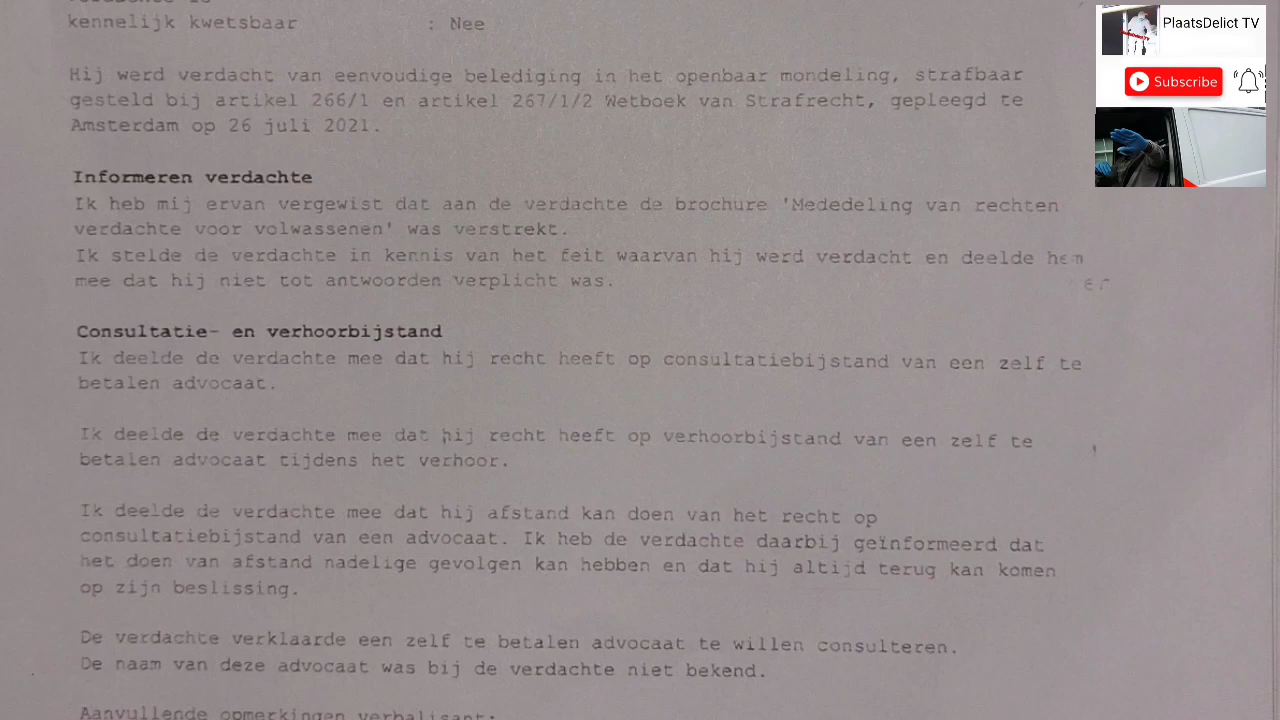 kennelijk kwetsbaar : Nee
Hij werd verdacht van eenvoudige belediging in het openbaar mondeling, strafbaar
gesteld bij artikel 266/1 en artikel 267/1/2 Wetboek van Strafrecht, gepleegd te
Amsterdam op 26 juli 2021.
Informeren verdachte
Ik heb mij ervan vergewist dat aan de verdachte de brochure 'Mededeling van rechten
verdachte voor volwassenen' was verstrekt.
Ik stelde de verdachte in kennis van het feit waarvan hij werd verdacht en deelde hem
mee dat hij niet tot antwoorden verplicht was.
Consultatie- en verhoorbijstand
Ik deelde de verdachte mee dat hij recht heeft op consultatiebijstand van een zelf te
betalen advocaat.
Ik deelde de verdachte mee dat hij recht heeft op verhoorbijstand van een zelf te
betalen advocaat tijdens het verhoor.
Ik deelde de verdachte mee dat hij afstand kan doen van het recht op
consultatiebijstand van een advocaat. Ik heb de verdachte daarbij geïnformeerd dat
het doen van afstand nadelige gevolgen kan hebben en dat hij altijd terug kan komen
op zijn beslissing.
De verdachte verklaarde een zelf te betalen advocaat te willen consulteren.
De naam van deze advocaat was bij de verdachte niet bekend.
Aanvullende opmerkingen verbalisant:
PlaatsDelict TV
Subscribe